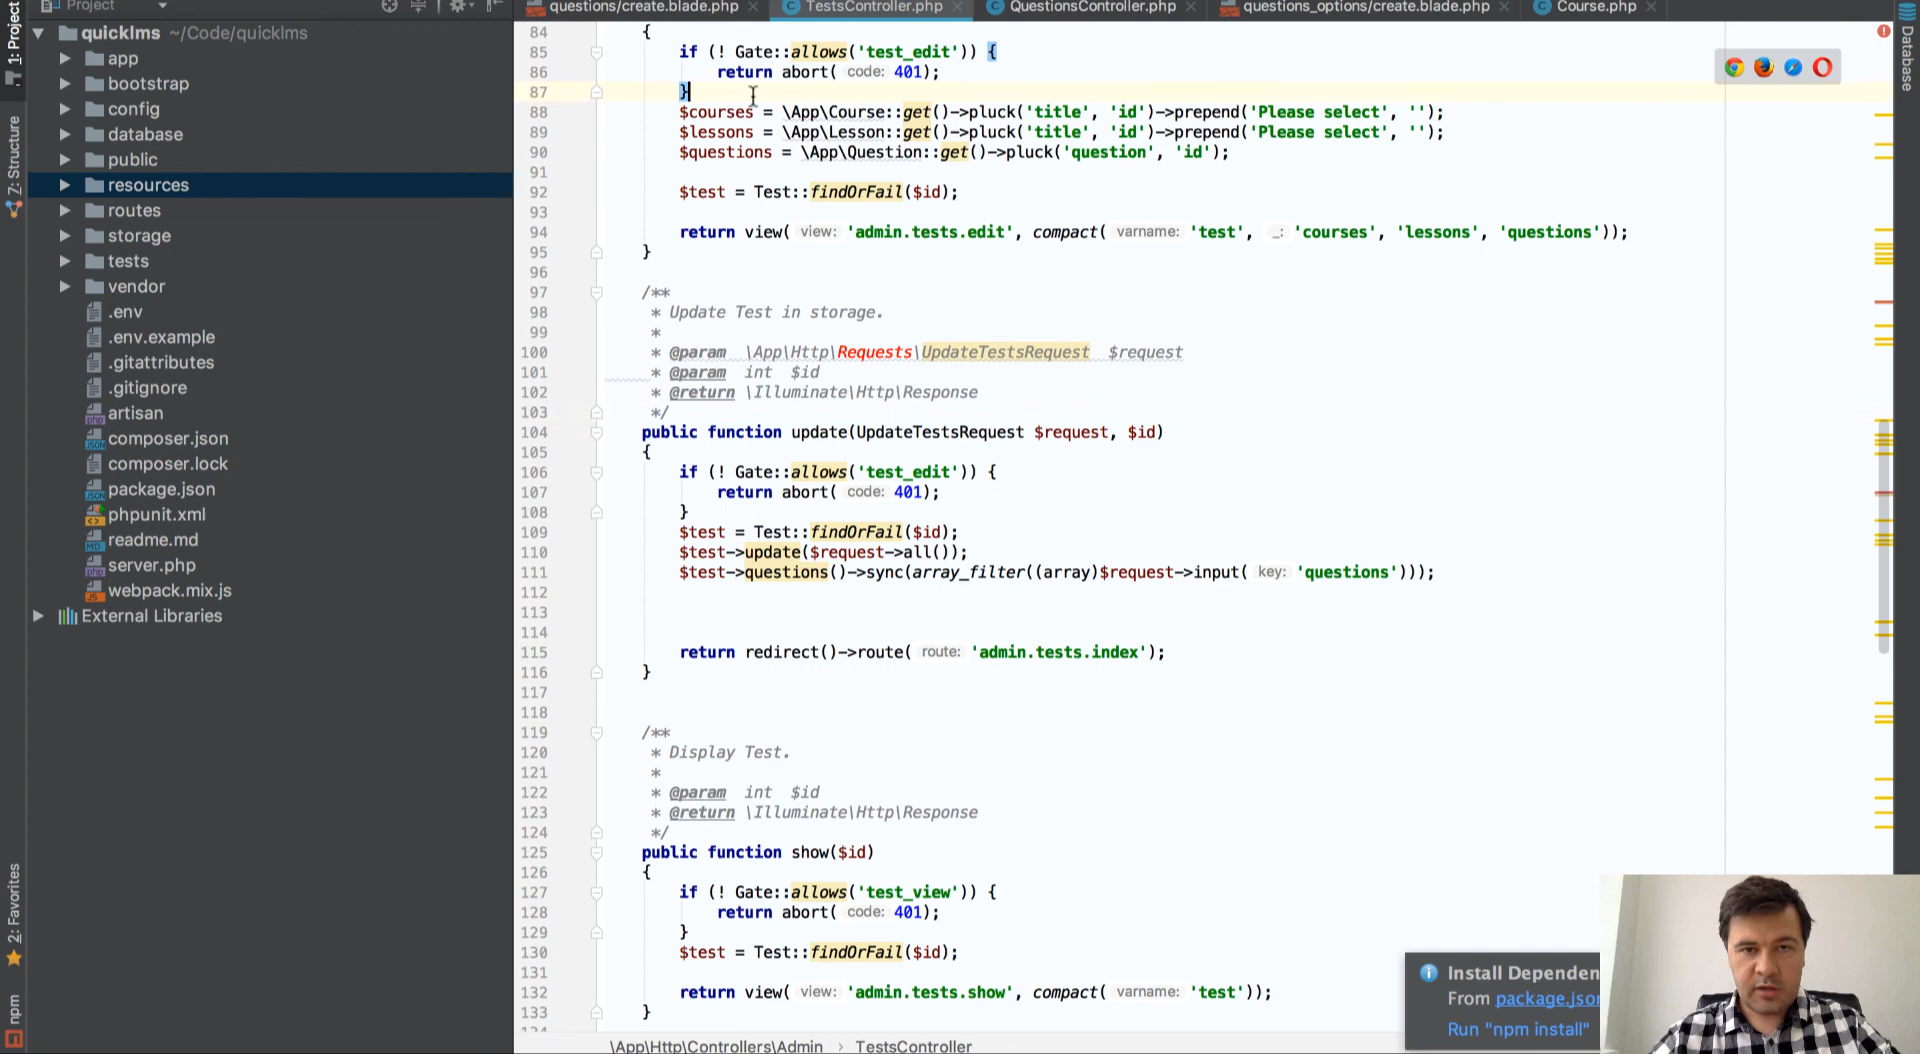 Project
questions/create.blade.php
TestsController.php
QuestionsController.php
questions_options/create.blade.php
Course.php
1: Project
7: Structure
2: Favorites
npm
Database
quicklms ~/Code/quicklms
app
bootstrap
config
database
public
resources
routes
storage
tests
vendor
.env
.env.example
.gitattributes
.gitignore
artisan
composer.json
composer.lock
package.json
phpunit.xml
readme.md
server.php
webpack.mix.js
External Libraries
84 {
85 if (! Gate::allows('test_edit')) {
86 return abort( code: 401);
87 }
88 $courses = \App\Course::get()->pluck('title', 'id')->prepend('Please select', '');
89 $lessons = \App\Lesson::get()->pluck('title', 'id')->prepend('Please select', '');
90 $questions = \App\Question::get()->pluck('question', 'id');
91
92 $test = Test::findOrFail($id);
93
94 return view( view: 'admin.tests.edit', compact( varname: 'test', _: 'courses', 'lessons', 'questions'));
95 }
96
97 /**
98 * Update Test in storage.
99 *
100 * @param \App\Http\Requests\UpdateTestsRequest $request
101 * @param int $id
102 * @return \Illuminate\Http\Response
103 */
104 public function update(UpdateTestsRequest $request, $id)
105 {
106 if (! Gate::allows('test_edit')) {
107 return abort( code: 401);
108 }
109 $test = Test::findOrFail($id);
110 $test->update($request->all());
111 $test->questions()->sync(array_filter((array)$request->input( key: 'questions')));
112
113
114
115 return redirect()->route( route: 'admin.tests.index');
116 }
117
118
119 /**
120 * Display Test.
121 *
122 * @param int $id
123 * @return \Illuminate\Http\Response
124 */
125 public function show($id)
126 {
127 if (! Gate::allows('test_view')) {
128 return abort( code: 401);
129 }
130 $test = Test::findOrFail($id);
131
132 return view( view: 'admin.tests.show', compact( varname: 'test'));
133 }
\App\Http\Controllers\Admin › TestsController
Install Dependen
From package.jso
Run "npm install"